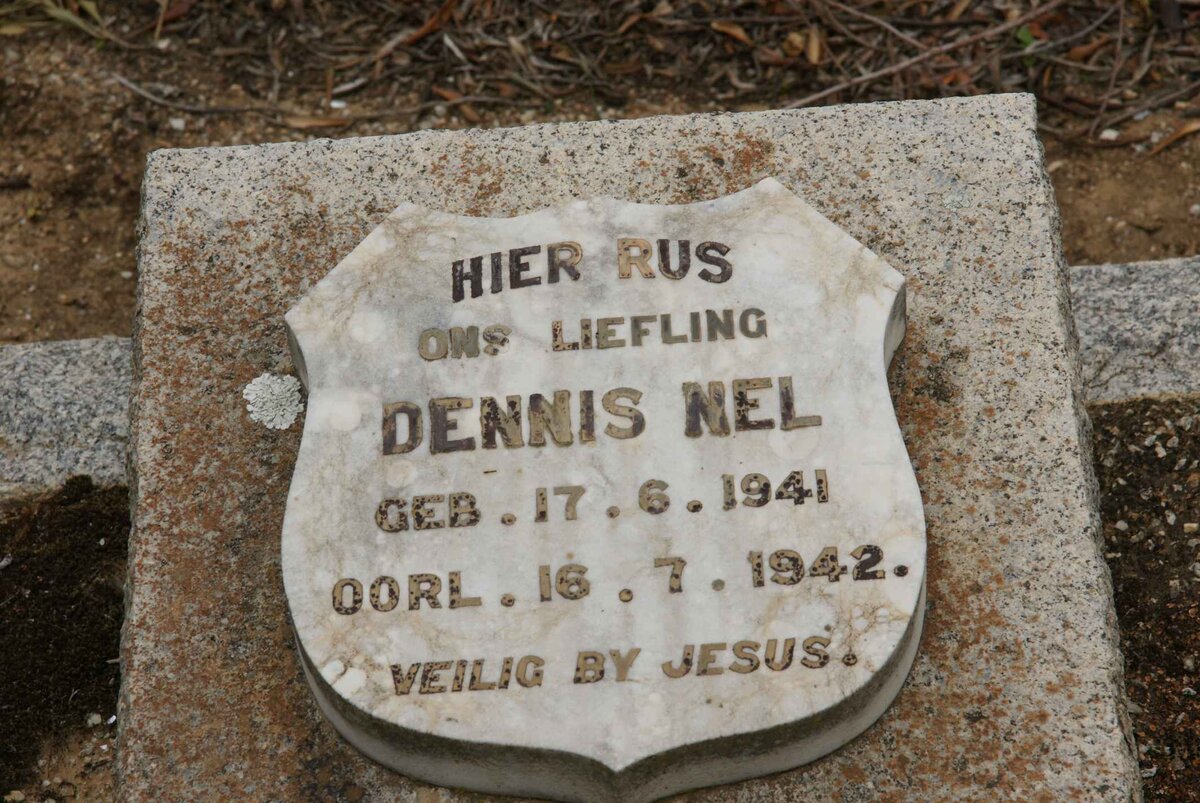 HIER RUS
ONS LIEFLING
DENNIS NEL
GEB. 17.6.1941
OORL. 16.7.1942.
VEILIG BY JESUS.